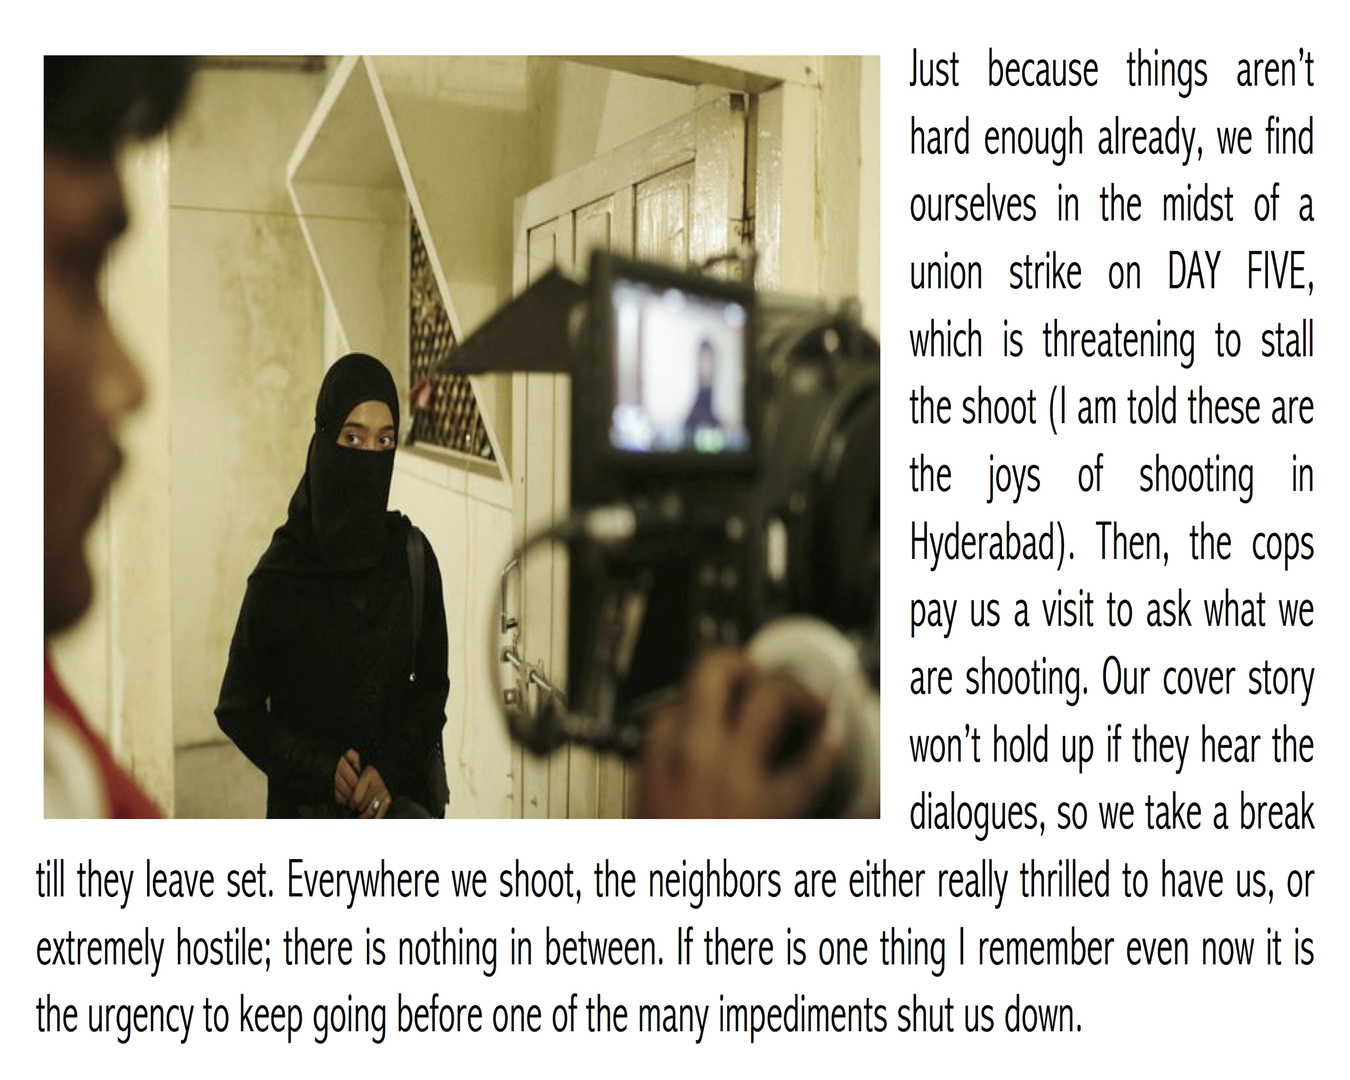 Just because things aren't
hard enough already, we find
ourselves in the midst of a
union strike on DAY FIVE,
which is threatening to stall
the shoot (I am told these are
the joys of shooting in
Hyderabad). Then, the cops
pay us a visit to ask what we
are shooting. Our cover story
won't hold up if they hear the
dialogues, so we take a break
till they leave set. Everywhere we shoot, the neighbors are either really thrilled to have us, or
extremely hostile; there is nothing in between. If there is one thing I remember even now it is
the urgency to keep going before one of the many impediments shut us down.